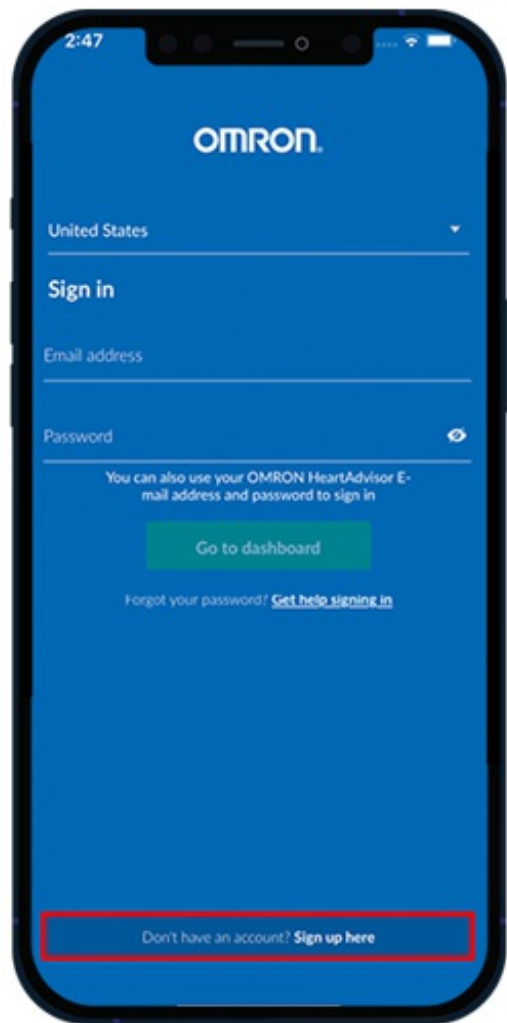 2:47
OMRON
United States
Sign in
Email address
Password
You can also use your OMRON HeartAdvisor E-
mail address and password to sign in
Go to dashboard
Forgot your password? Get help signing in
Don't have an account? Sign up here